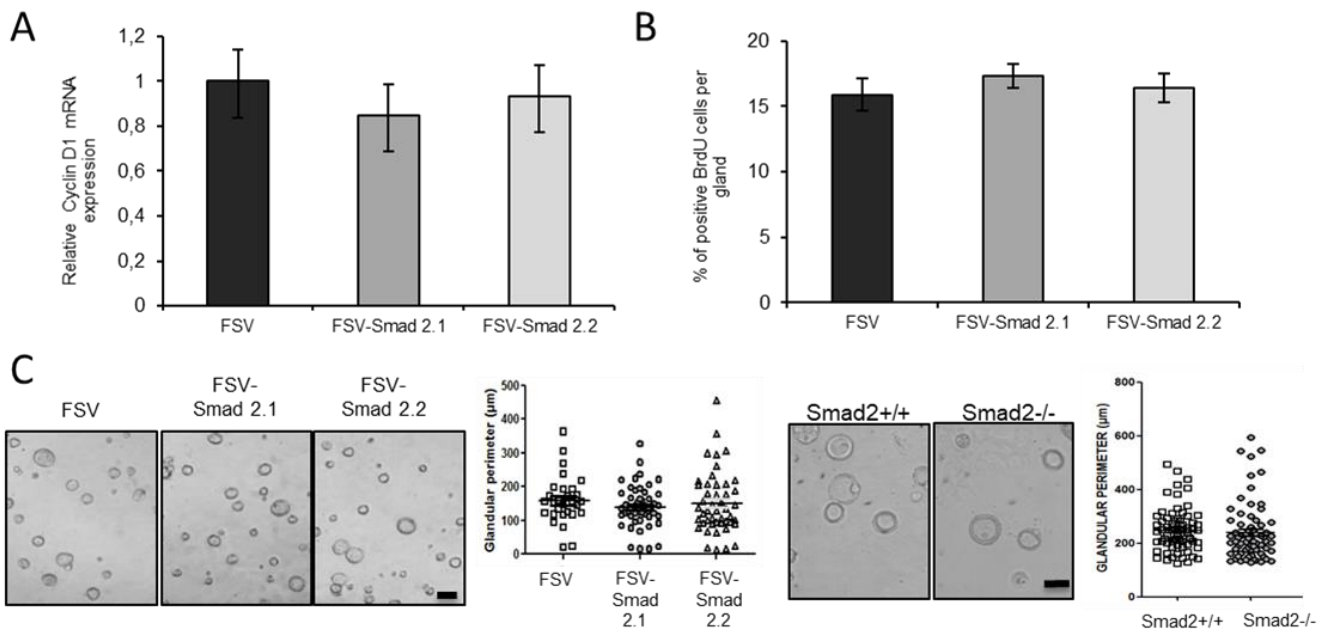 A
Relative Cyclin D1 mRNA
expression
1,2
1
0,8
0,6
0,4
0,2
0
FSV
FSV-Smad 2.1
FSV-Smad 2.2
B
% of positive BrdU cells per
gland
20
15
10
5
0
FSV
FSV-Smad 2.1
FSV-Smad 2.2
C
FSV
FSV-
Smad 2.1
FSV-
Smad 2.2
Glandular perimeter (µm)
500
400
300
200
100
0
FSV
FSV-
Smad
2.1
FSV-
Smad
2.2
Smad2+/+
Smad2-/-
GLANDULAR PERIMETER (µm)
800
600
400
200
0
Smad2+/+
Smad2-/-